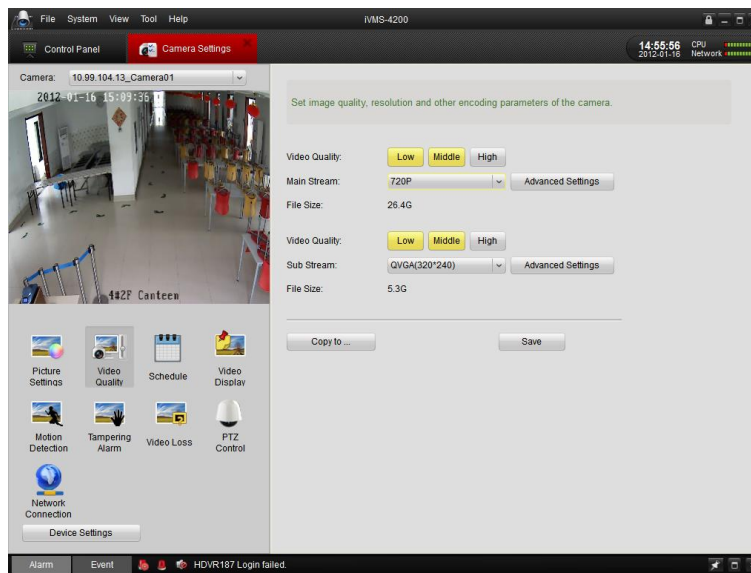 File System View Tool Help
iVMS-4200
Control Panel
Camera Settings
14:55:56
2012-01-16
CPU
Network
Camera: 10.99.104.13_Camera01
2012-01-16 15:09:36
4#2F Canteen
Set image quality, resolution and other encoding parameters of the camera.
Video Quality: Low Middle High
Main Stream: 720P Advanced Settings
File Size: 26.4G
Video Quality: Low Middle High
Sub Stream: QVGA(320*240) Advanced Settings
File Size: 5.3G
Copy to ... Save
Picture
Settings
Video
Quality
Schedule
Video
Display
Motion
Detection
Tampering
Alarm
Video Loss
PTZ
Control
Network
Connection
Device Settings
Alarm Event HDVR187 Login failed.